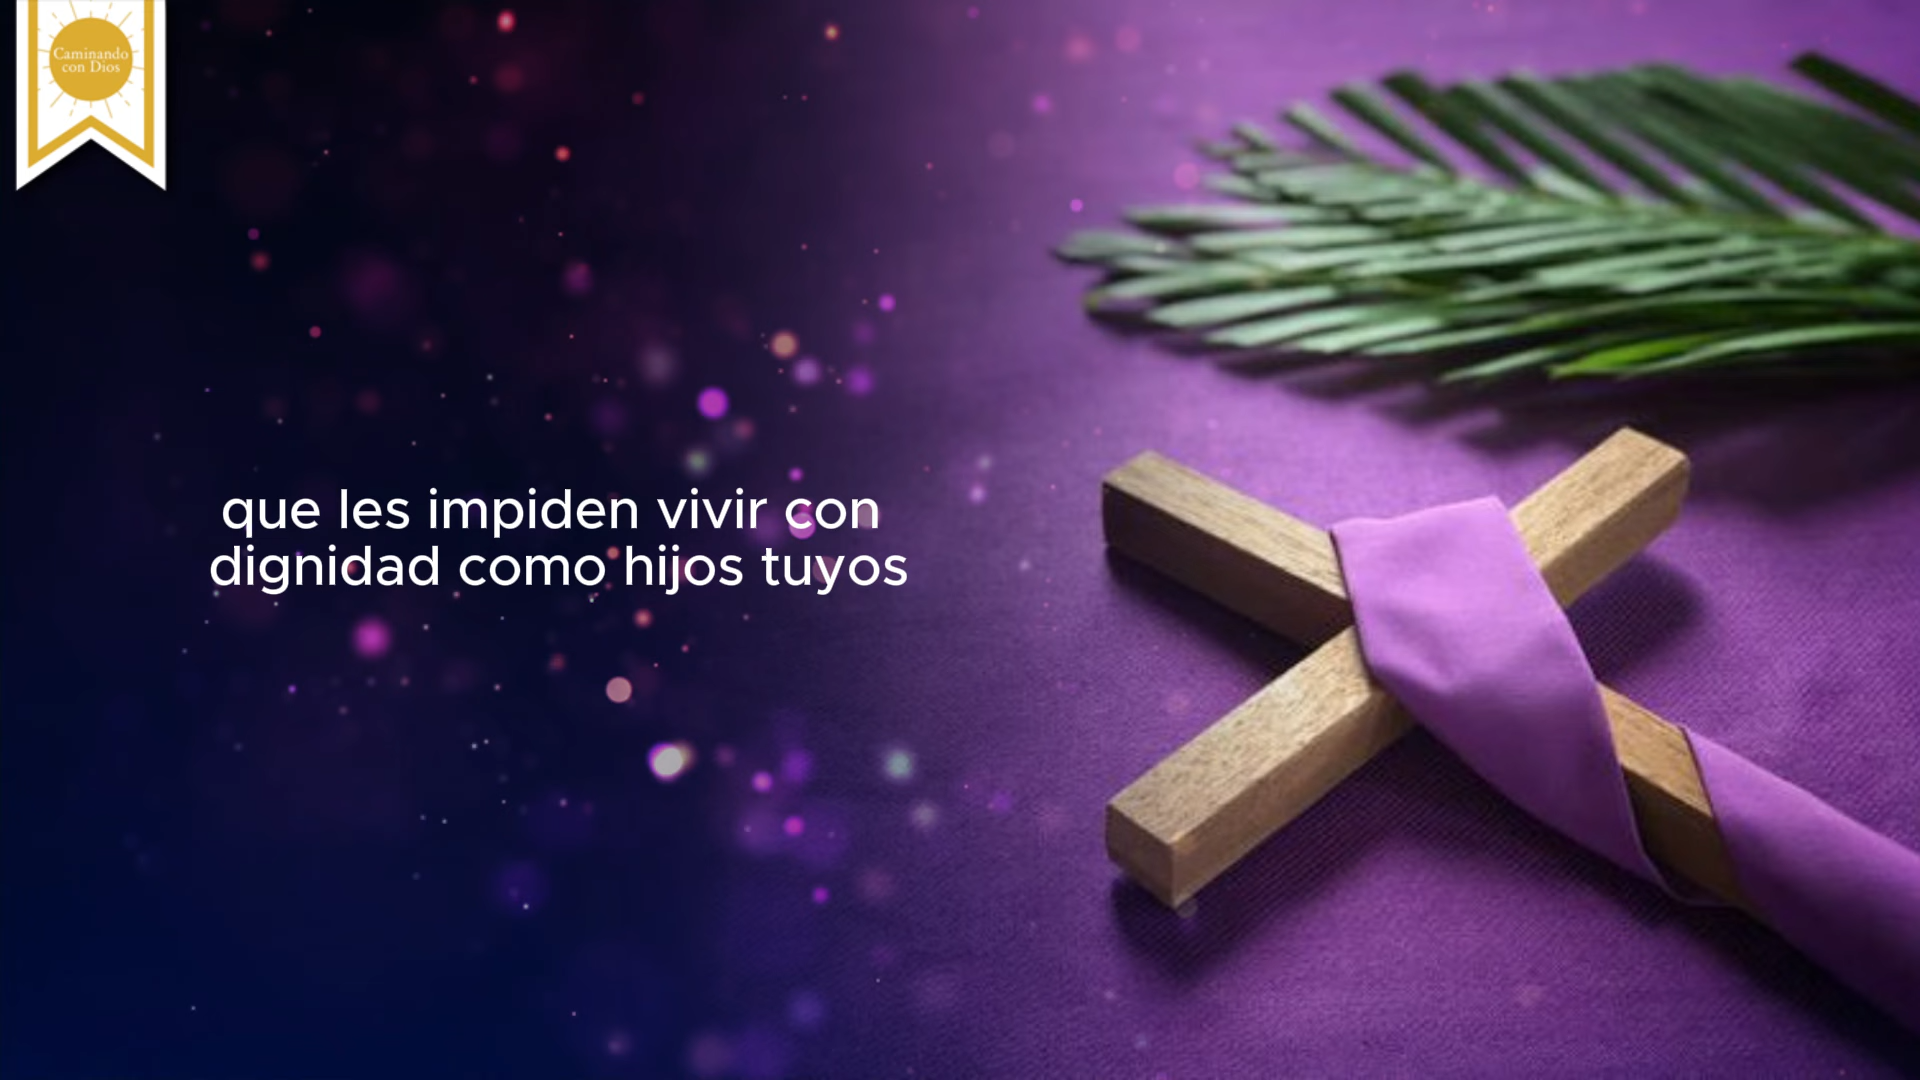 Caminando
con Dios
que les impiden vivir con
dignidad como hijos tuyos